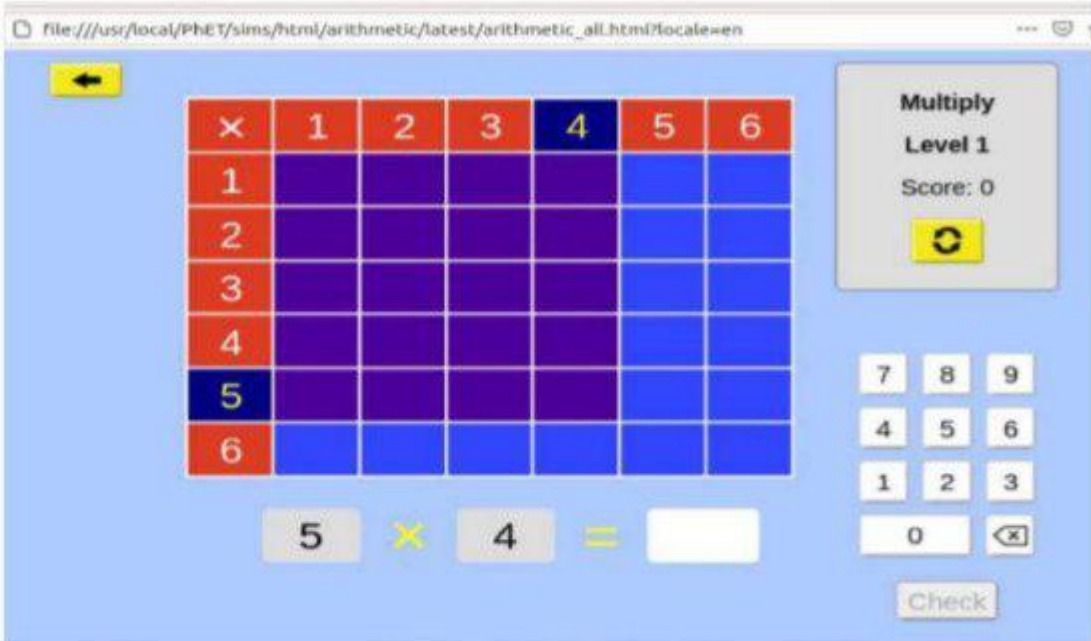 file:///usr/local/PhET/sims/html/arithmetic/latest/arithmetic_all.html?locale=en
Multiply
Level 1
Score: 0
× 1 2 3 4 5 6
1
2
3
4
5
6
5 × 4 =
7 8 9
4 5 6
1 2 3
0
Check